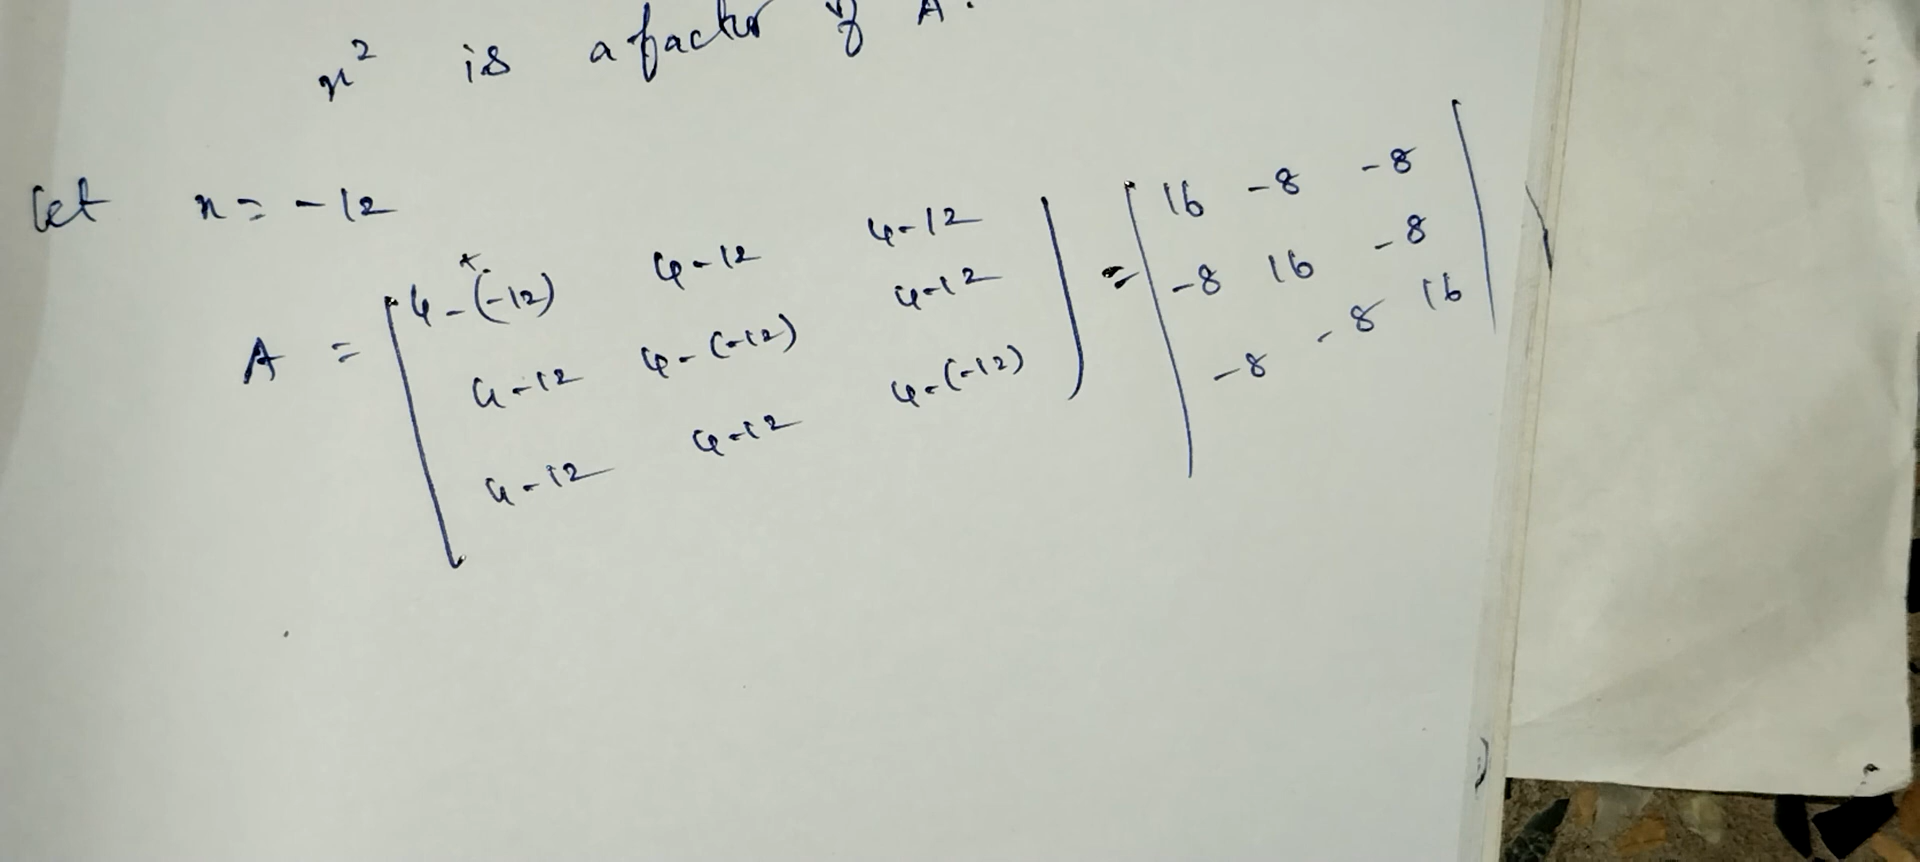 x² is a factor of A.
Let x = -12
A = | 4-(-12) 4-12 4-12 | = | 16 -8 -8 |
4-12 4-(-12) 4-12 -8 16 -8
4-12 4-12 4-(-12) -8 -8 16